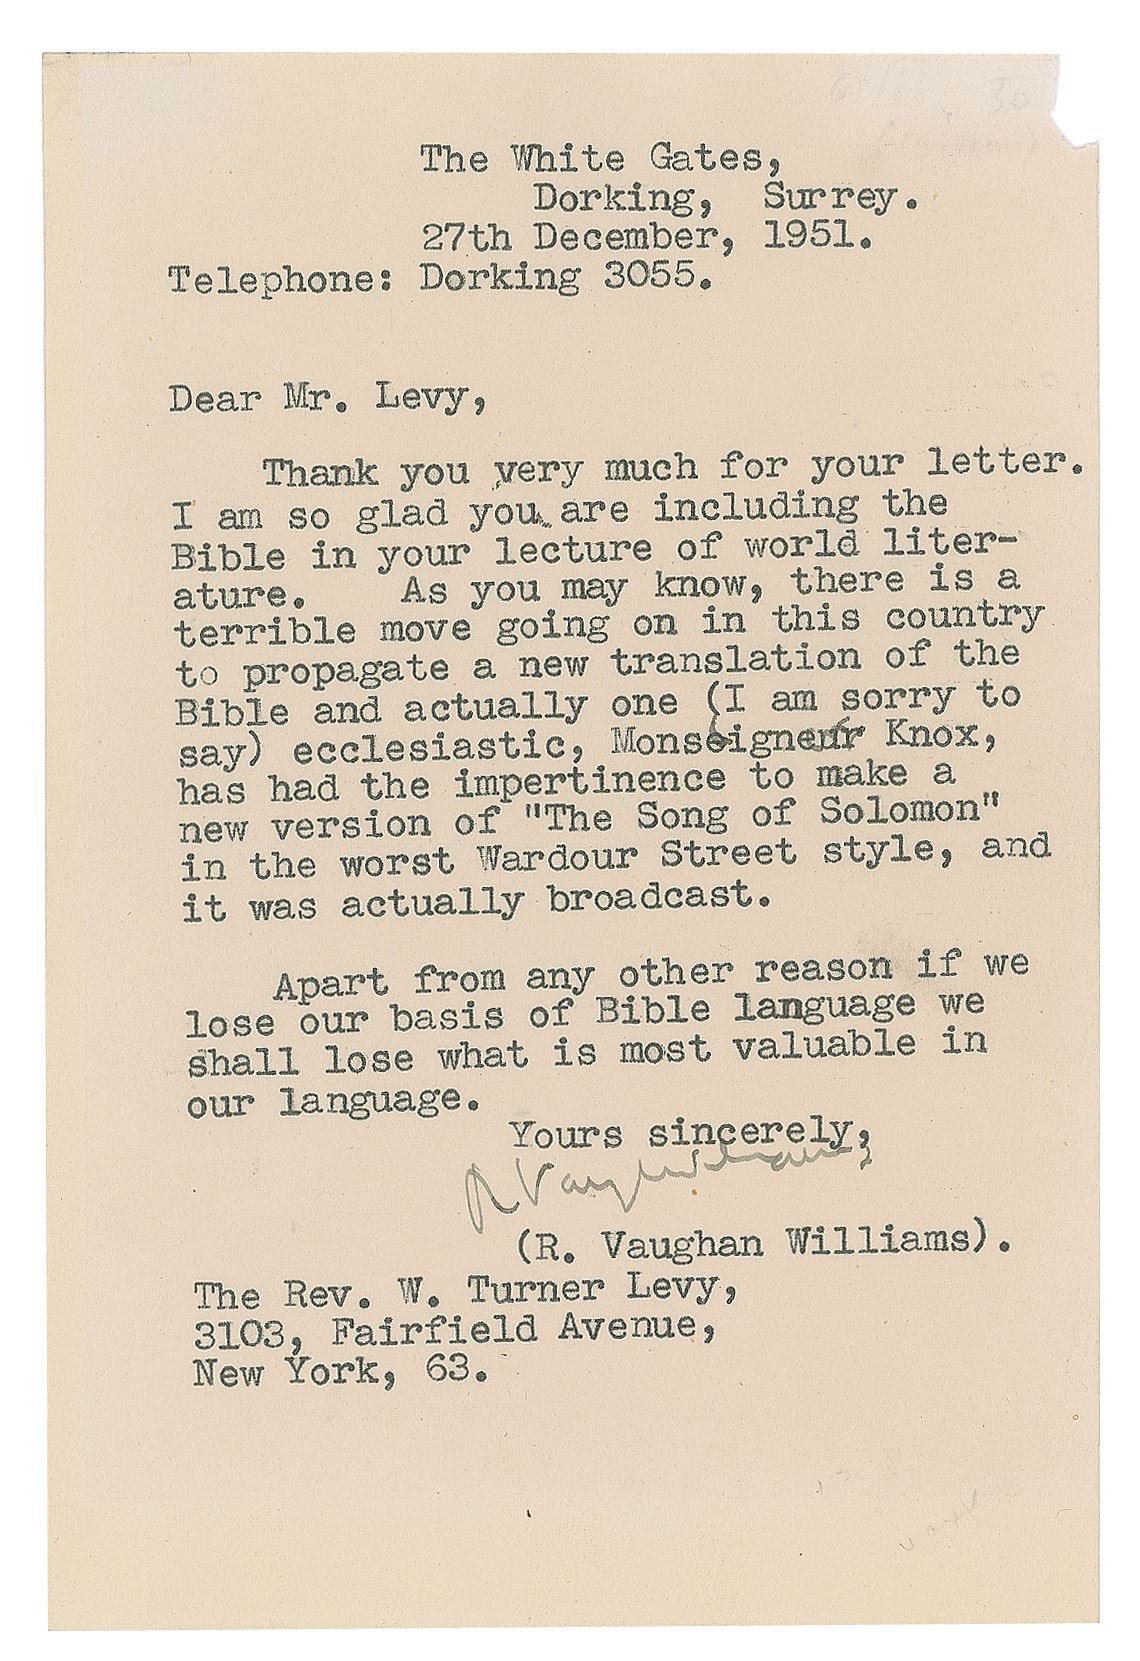 The White Gates,
Dorking, Surrey.
27th December, 1951.
Telephone: Dorking 3055.
Dear Mr. Levy,
Thank you very much for your letter.
I am so glad you are including the
Bible in your lecture of world liter-
ature. As you may know, there is a
terrible move going on in this country
to propagate a new translation of the
Bible and actually one (I am sorry to
say) ecclesiastic, Monseigneur Knox,
has had the impertinence to make a
new version of "The Song of Solomon"
in the worst Wardour Street style, and
it was actually broadcast.
Apart from any other reason if we
lose our basis of Bible language we
shall lose what is most valuable in
our language.
Yours sincerely,
R Vaughan Williams
(R. Vaughan Williams).
The Rev. W. Turner Levy,
3103, Fairfield Avenue,
New York, 63.